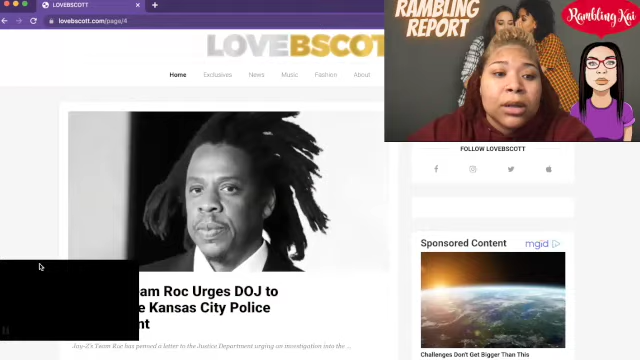 LOVEBSCOTT
lovebscott.com/page/4
RAMBLING
REPORT
Rambling Kai
LOVEBSCOT
Home Exclusives News Music Fashion About
FOLLOW LOVEBSCOTT
am Roc Urges DOJ to
e Kansas City Police
nt
Jay-Z's Team Roc has penned a letter to the Justice Department urging an investigation into the ...
Sponsored Content
mgid
Challenges Don't Get Bigger Than This